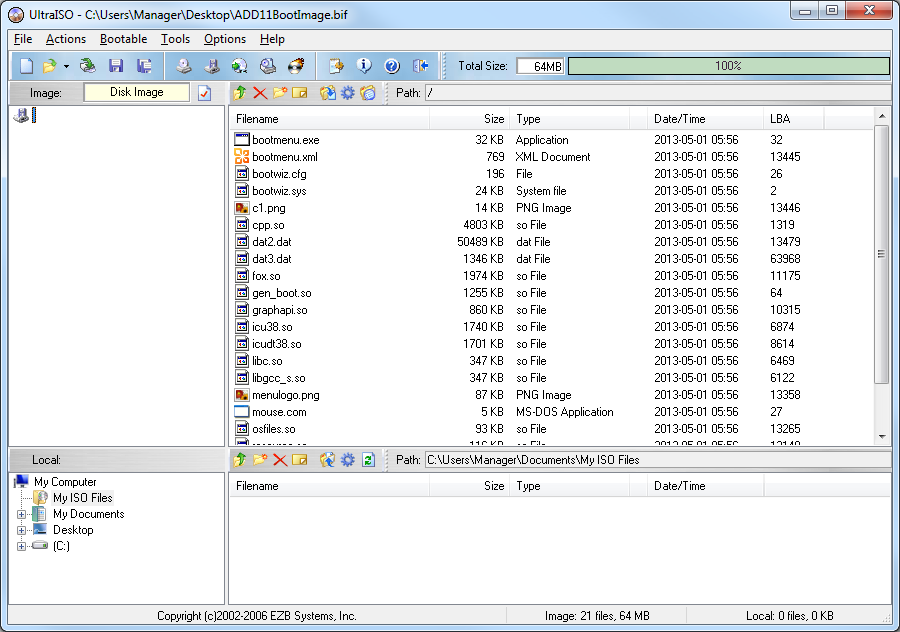 UltraISO - C:\Users\Manager\Desktop\ADD11BootImage.bif
File Actions Bootable Tools Options Help
Total Size: 64MB 100%
Image: Disk Image Path: /
Filename Size Type Date/Time LBA
bootmenu.exe 32 KB Application 2013-05-01 05:56 32
bootmenu.xml 769 XML Document 2013-05-01 05:56 13445
bootwiz.cfg 196 File 2013-05-01 05:56 26
bootwiz.sys 24 KB System file 2013-05-01 05:56 2
c1.png 14 KB PNG Image 2013-05-01 05:56 13446
cpp.so 4803 KB so File 2013-05-01 05:56 1319
dat2.dat 50489 KB dat File 2013-05-01 05:56 13479
dat3.dat 1346 KB dat File 2013-05-01 05:56 63968
fox.so 1974 KB so File 2013-05-01 05:56 11175
gen_boot.so 1255 KB so File 2013-05-01 05:56 64
graphapi.so 860 KB so File 2013-05-01 05:56 10315
icu38.so 1740 KB so File 2013-05-01 05:56 6874
icudt38.so 1701 KB so File 2013-05-01 05:56 8614
libc.so 347 KB so File 2013-05-01 05:56 6469
libgcc_s.so 347 KB so File 2013-05-01 05:56 6122
menulogo.png 87 KB PNG Image 2013-05-01 05:56 13358
mouse.com 5 KB MS-DOS Application 2013-05-01 05:56 27
osfiles.so 93 KB so File 2013-05-01 05:56 13265
Local: Path: C:\Users\Manager\Documents\My ISO Files
Filename Size Type Date/Time
My Computer
My ISO Files
My Documents
Desktop
(C:)
Copyright (c)2002-2006 EZB Systems, Inc. Image: 21 files, 64 MB Local: 0 files, 0 KB